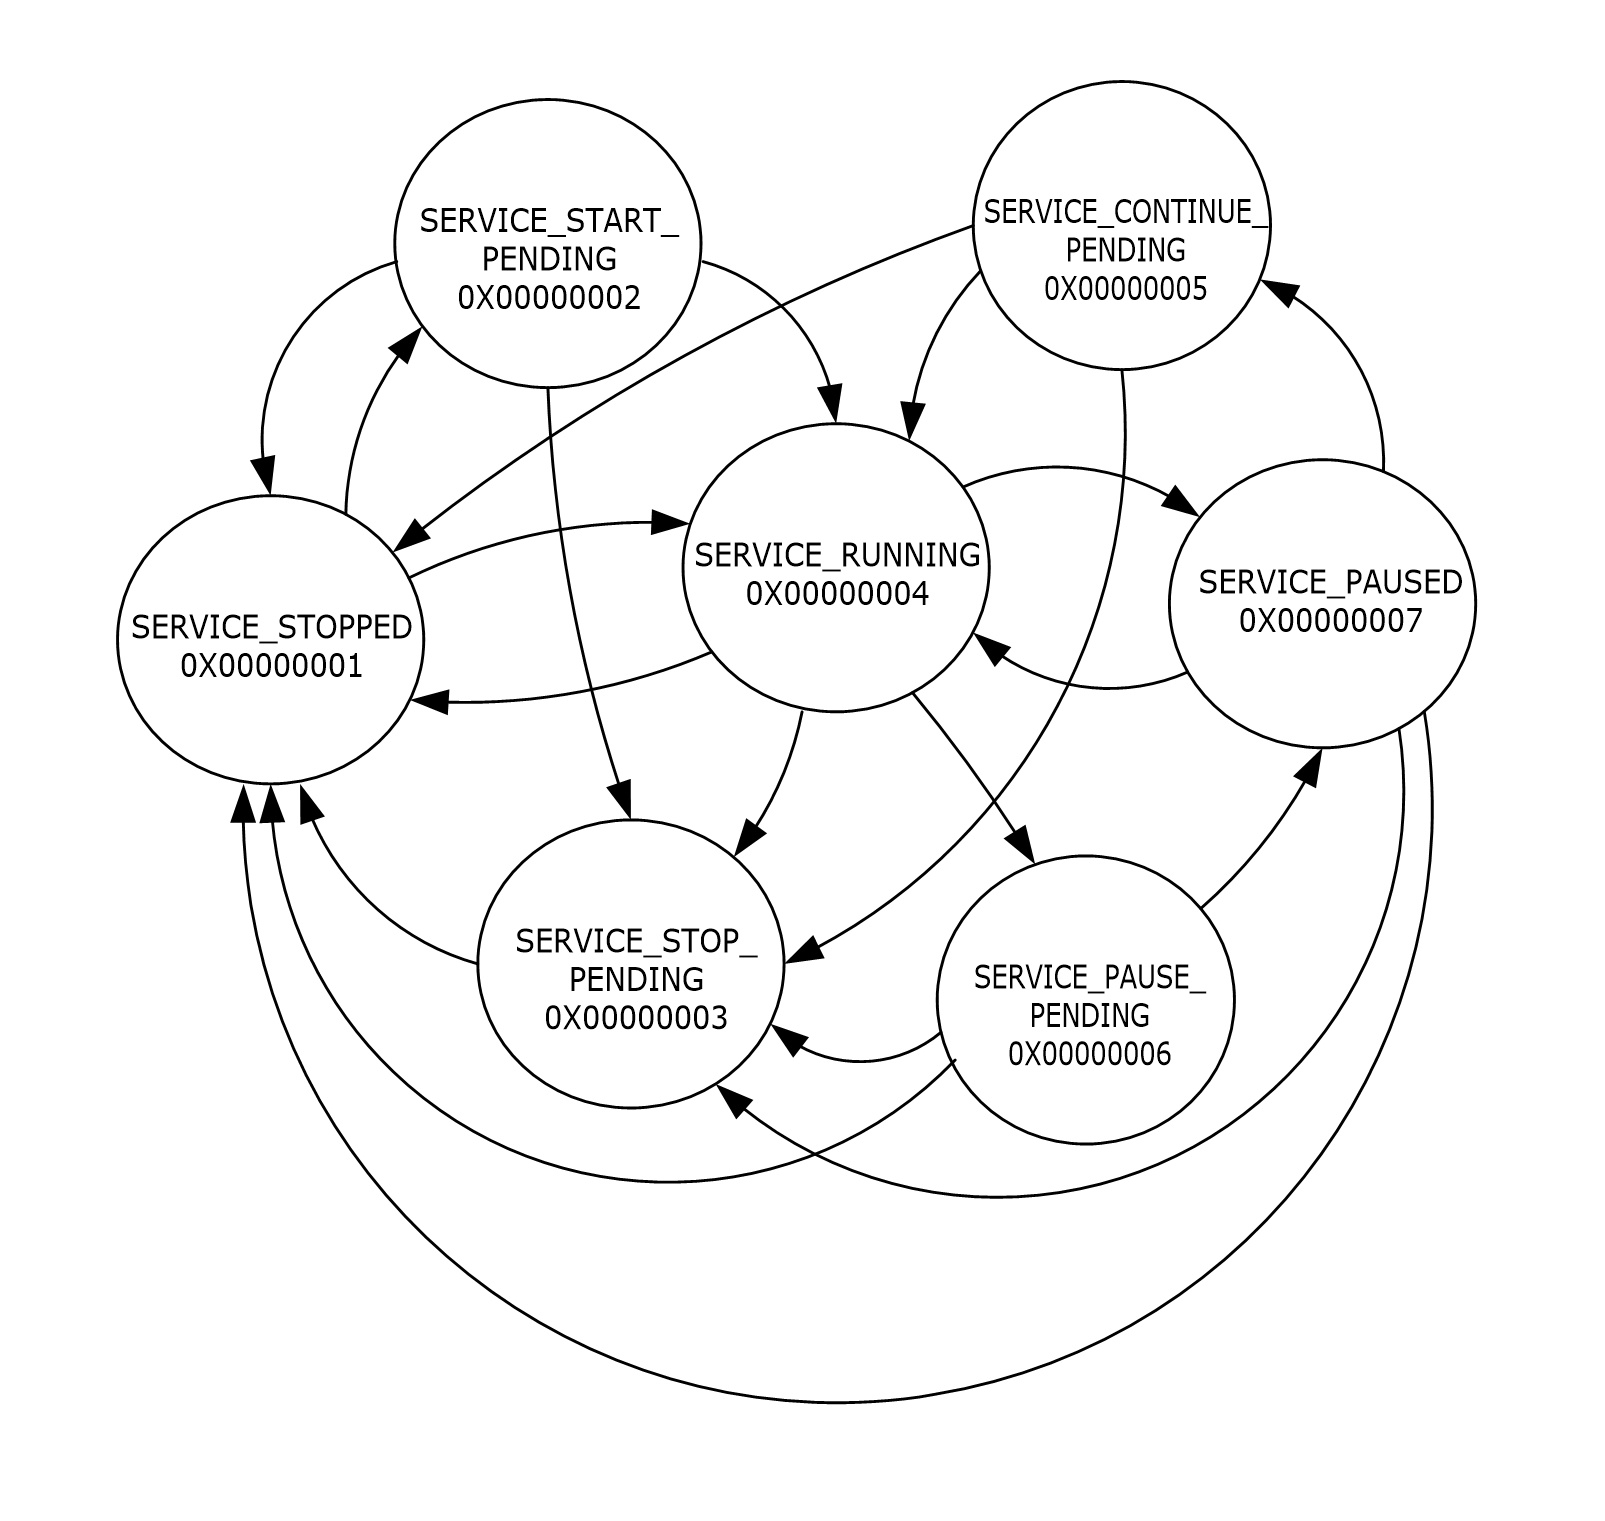 SERVICE_START_
PENDING
0X00000002
SERVICE_CONTINUE_
PENDING
0X00000005
SERVICE_RUNNING
0X00000004
SERVICE_PAUSED
0X00000007
SERVICE_STOPPED
0X00000001
SERVICE_STOP_
PENDING
0X00000003
SERVICE_PAUSE_
PENDING
0X00000006